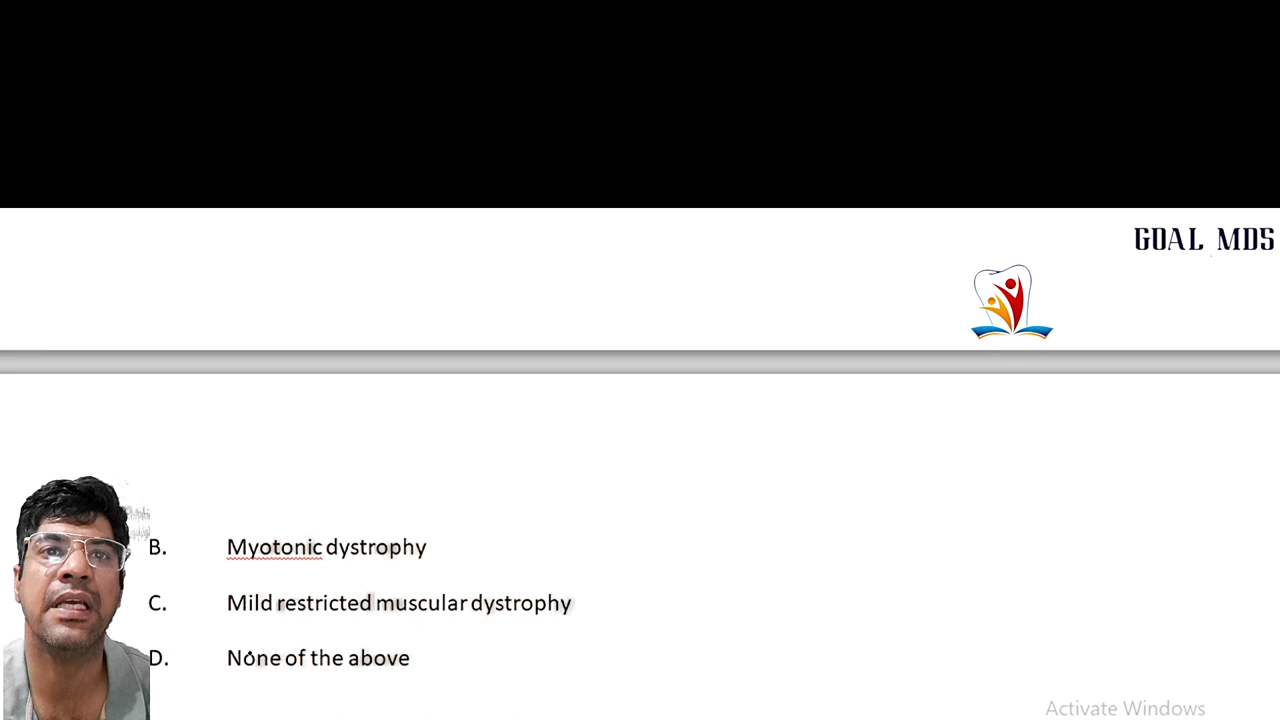 GOAL MDS
B. Myotonic dystrophy
C. Mild restricted muscular dystrophy
D. None of the above
Activate Windows